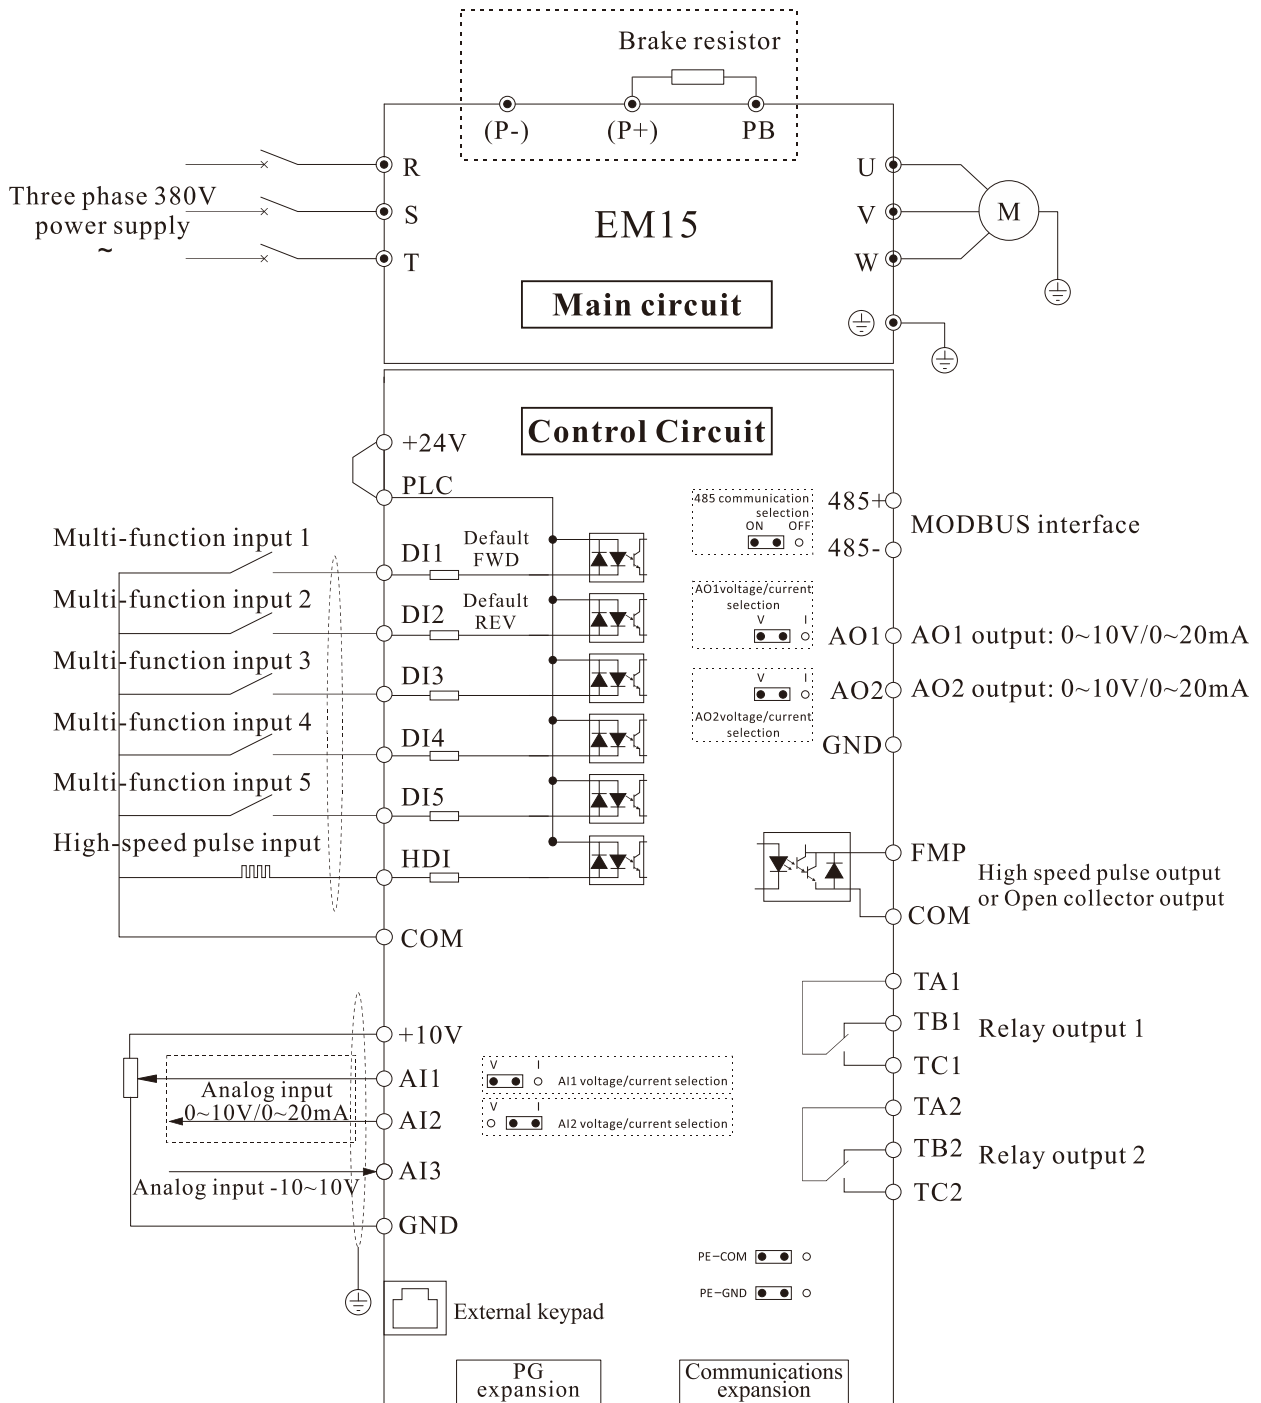 Brake resistor
(P-)
(P+)
PB
R
S
T
Three phase 380V
power supply
~
EM15
U
V
W
M
Main circuit
Control Circuit
+24V
PLC
Multi-function input 1
DI1
Default
FWD
Multi-function input 2
DI2
Default
REV
Multi-function input 3
DI3
Multi-function input 4
DI4
Multi-function input 5
DI5
High-speed pulse input
HDI
COM
485 communication
selection
ON OFF
485+
485-
MODBUS interface
AO1voltage/current
selection
V I
AO1
AO1 output: 0~10V/0~20mA
V I
AO2voltage/current
selection
AO2
AO2 output: 0~10V/0~20mA
GND
FMP
COM
High speed pulse output
or Open collector output
TA1
TB1
TC1
Relay output 1
TA2
TB2
TC2
Relay output 2
+10V
AI1
Analog input
0~10V/0~20mA
AI2
AI3
Analog input -10~10V
GND
V I
AI1 voltage/current selection
V I
AI2 voltage/current selection
PE-COM
PE-GND
External keypad
PG
expansion
Communications
expansion